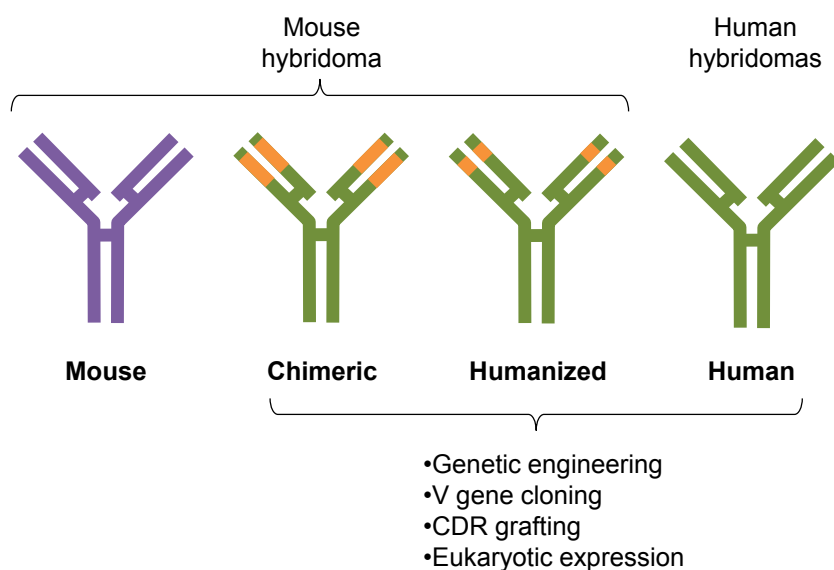 Mouse
hybridoma
Human
hybridomas
Mouse
Chimeric
Humanized
Human
•Genetic engineering
•V gene cloning
•CDR grafting
•Eukaryotic expression